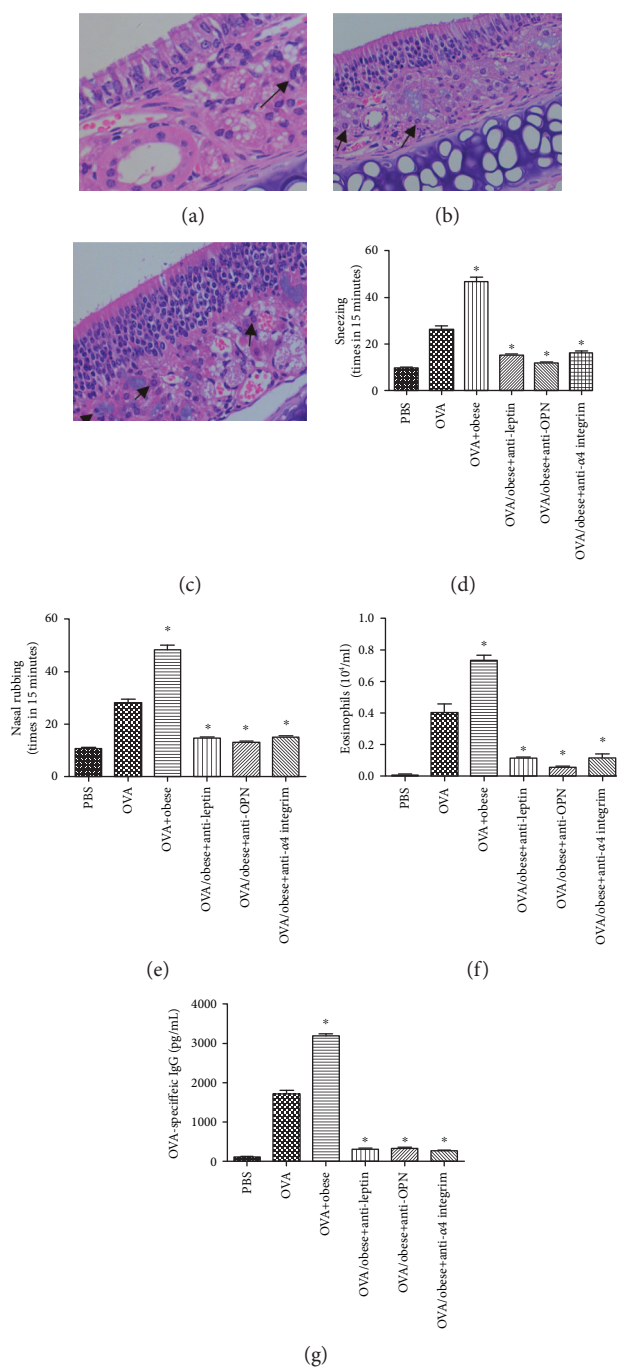 (a)
(b)
(c)
Sneezing
(times in 15 minutes)
60
40
20
0
*
*
*
*
PBS
OVA
OVA+obese
OVA/obese+anti-leptin
OVA/obese+anti-OPN
OVA/obese+anti-α4 integrim
(d)
Nasal rubbing
(times in 15 minutes)
60
40
20
0
*
*
*
*
PBS
OVA
OVA+obese
OVA/obese+anti-leptin
OVA/obese+anti-OPN
OVA/obese+anti-α4 integrim
(e)
Eosinophils (10⁴/ml)
1.0
0.8
0.6
0.4
0.2
0.0
*
*
*
*
PBS
OVA
OVA+obese
OVA/obese+anti-leptin
OVA/obese+anti-OPN
OVA/obese+anti-α4 integrim
(f)
OVA-speciffeic IgG (pg/mL)
4000
3000
2000
1000
0
*
*
*
*
PBS
OVA
OVA+obese
OVA/obese+anti-leptin
OVA/obese+anti-OPN
OVA/obese+anti-α4 integrim
(g)